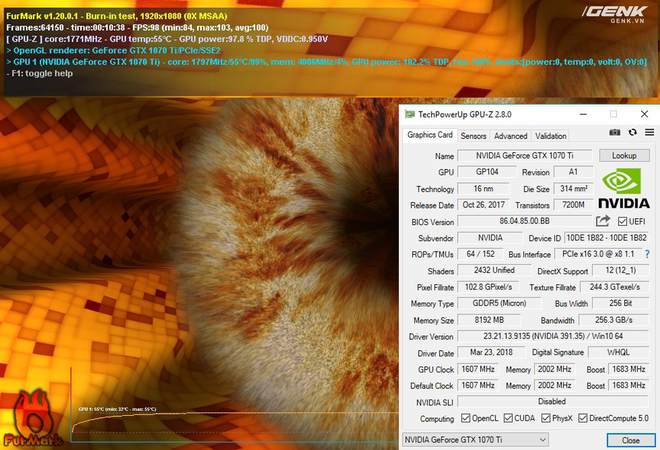 FurMark v1.20.0.1 - Burn-in test, 1920x1080 (0X MSAA)
Frames:64150 - time:00:10:38 - FPS:98 (min:84, max:103, avg:100)
[ GPU-Z ] core:1771MHz - GPU temp:55°C - GPU power:97.8 % TDP, VDDC:0.950V
> OpenGL renderer: GeForce GTX 1070 Ti/PCIe/SSE2
> GPU 1 (NVIDIA GeForce GTX 1070 Ti) - core: 1797MHz/55°C/99%, mem: 4006MHz/4%, GPU power: 102.2% TDP, limits:[power:0, temp:0, volt:0, OV:0]
- F1: toggle help
GENK
GENK.VN
TechPowerUp GPU-Z 2.8.0
Graphics Card Sensors Advanced Validation
Name NVIDIA GeForce GTX 1070 Ti Lookup
GPU GP104 Revision A1
Technology 16 nm Die Size 314 mm²
Release Date Oct 26, 2017 Transistors 7200M
NVIDIA
BIOS Version 86.04.85.00.BB UEFI
Subvendor NVIDIA Device ID 10DE 1B82 - 10DE 1B82
ROPs/TMUs 64 / 152 Bus Interface PCIe x16 3.0 @ x8 1.1 ?
Shaders 2432 Unified DirectX Support 12 (12_1)
Pixel Fillrate 102.8 GPixel/s Texture Fillrate 244.3 GTexel/s
Memory Type GDDR5 (Micron) Bus Width 256 Bit
Memory Size 8192 MB Bandwidth 256.3 GB/s
Driver Version 23.21.13.9135 (NVIDIA 391.35) / Win10 64
Driver Date Mar 23, 2018 Digital Signature WHQL
GPU Clock 1607 MHz Memory 2002 MHz Boost 1683 MHz
Default Clock 1607 MHz Memory 2002 MHz Boost 1683 MHz
NVIDIA SLI Disabled
Computing OpenCL CUDA PhysX DirectCompute 5.0
NVIDIA GeForce GTX 1070 Ti Close
GPU 1: 55°C (min: 32°C - max: 55°C)
FurMark